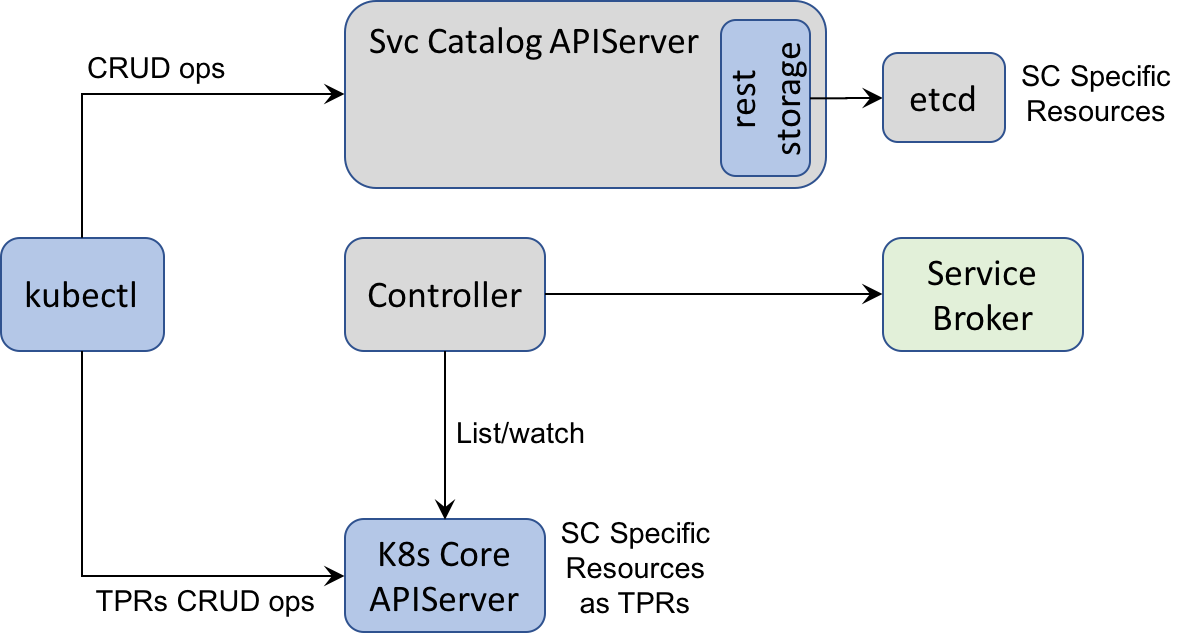 CRUD ops
Svc Catalog APIServer
rest
storage
etcd
SC Specific
Resources
kubectl
Controller
Service
Broker
List/watch
K8s Core
APIServer
SC Specific
Resources
as TPRs
TPRs CRUD ops